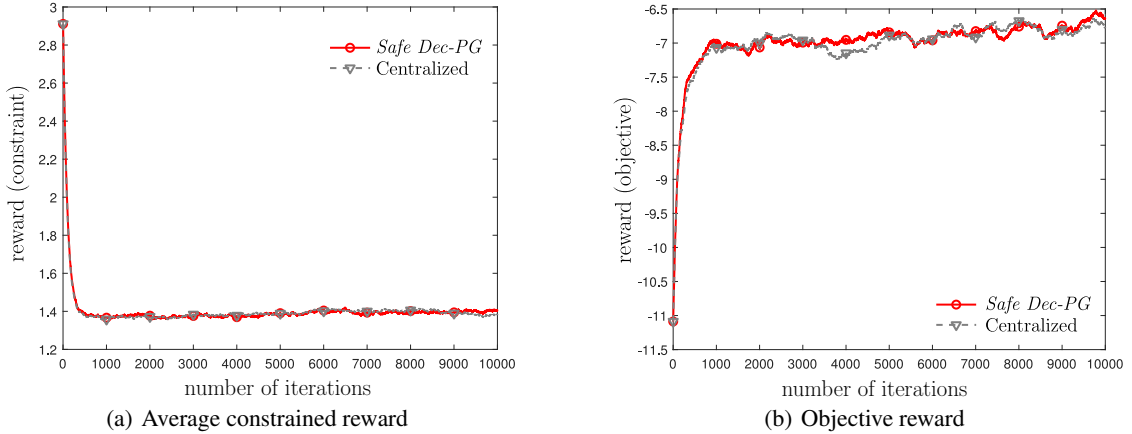 3
2.8
2.6
2.4
2.2
2
1.8
1.6
1.4
1.2
reward (constraint)
Safe Dec-PG
Centralized
0 1000 2000 3000 4000 5000 6000 7000 8000 9000 10000
number of iterations
(a) Average constrained reward
-6.5
-7
-7.5
-8
-8.5
-9
-9.5
-10
-10.5
-11
-11.5
reward (objective)
Safe Dec-PG
Centralized
0 1000 2000 3000 4000 5000 6000 7000 8000 9000 10000
number of iterations
(b) Objective reward